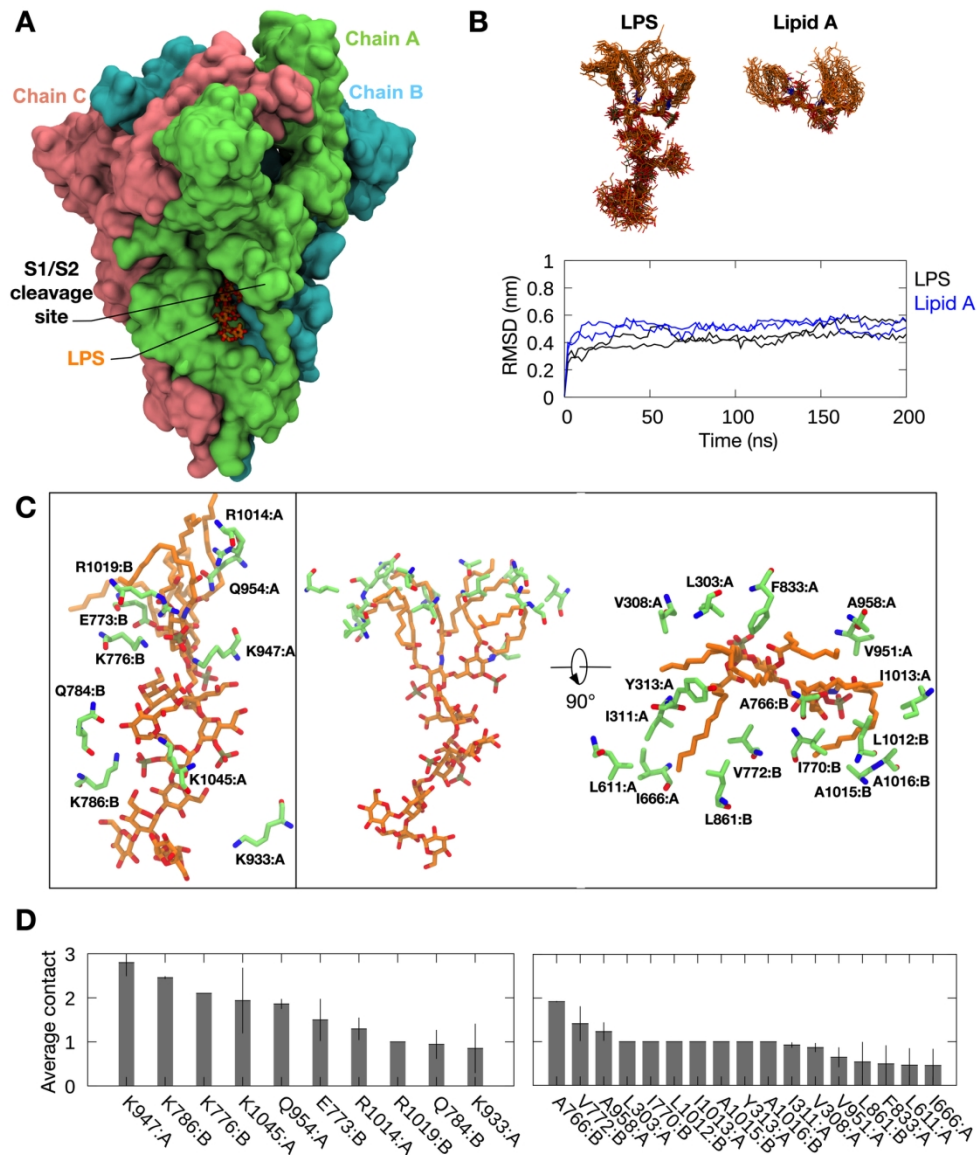 A
Chain A
Chain C
Chain B
S1/S2
cleavage
site
LPS
B
LPS
Lipid A
1
0.8
0.6
0.4
0.2
0
RMSD (nm)
0
50
100
150
200
Time (ns)
LPS
Lipid A
C
R1014:A
R1019:B
Q954:A
E773:B
K776:B
K947:A
Q784:B
K1045:A
K786:B
K933:A
90°
L303:A
F833:A
V308:A
A958:A
V951:A
Y313:A
I1013:A
A766:B
I311:A
L1012:B
V772:B
I770:B
L611:A
I666:A
A1016:B
A1015:B
L861:B
D
Average contact
3
2
1
0
K947:A
K786:B
K776:B
K1045:A
Q954:A
E773:B
R1014:A
R1019:B
Q784:B
K933:A
A766:B
V772:B
A958:A
L303:A
I770:B
L1012:B
I1013:A
A1015:B
Y313:A
A1016:B
I311:A
V308:A
V951:A
L861:B
F833:A
L611:A
I666:A